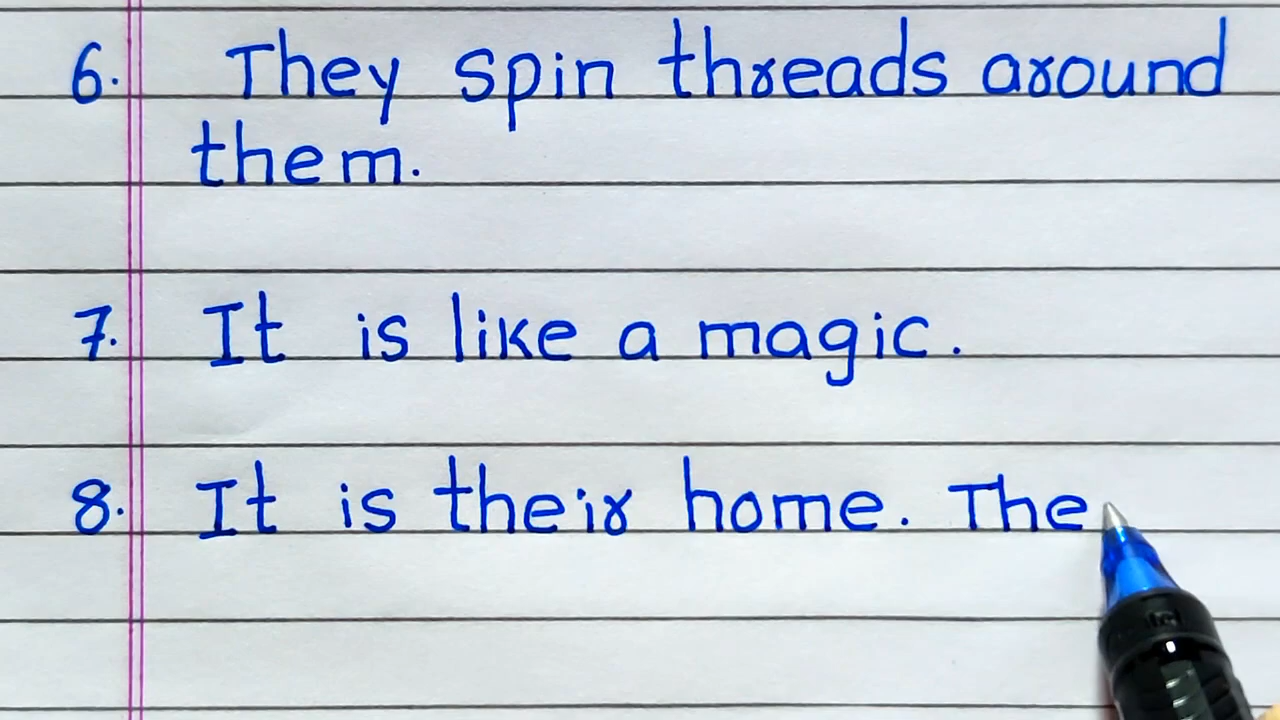 6. They spin threads around
them.
7. It is like a magic.
8. It is their home. The